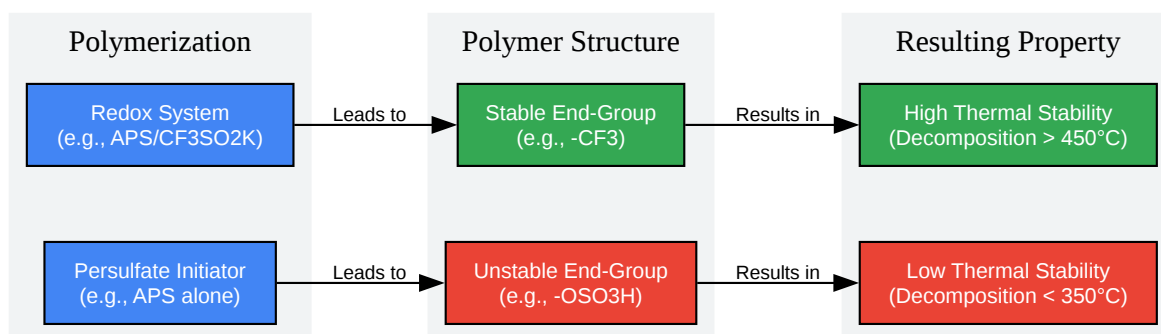 Polymerization
Polymer Structure
Resulting Property
Redox System
(e.g., APS/CF3SO2K)
Leads to
Stable End-Group
(e.g., -CF3)
Results in
High Thermal Stability
(Decomposition > 450°C)
Persulfate Initiator
(e.g., APS alone)
Leads to
Unstable End-Group
(e.g., -OSO3H)
Results in
Low Thermal Stability
(Decomposition < 350°C)